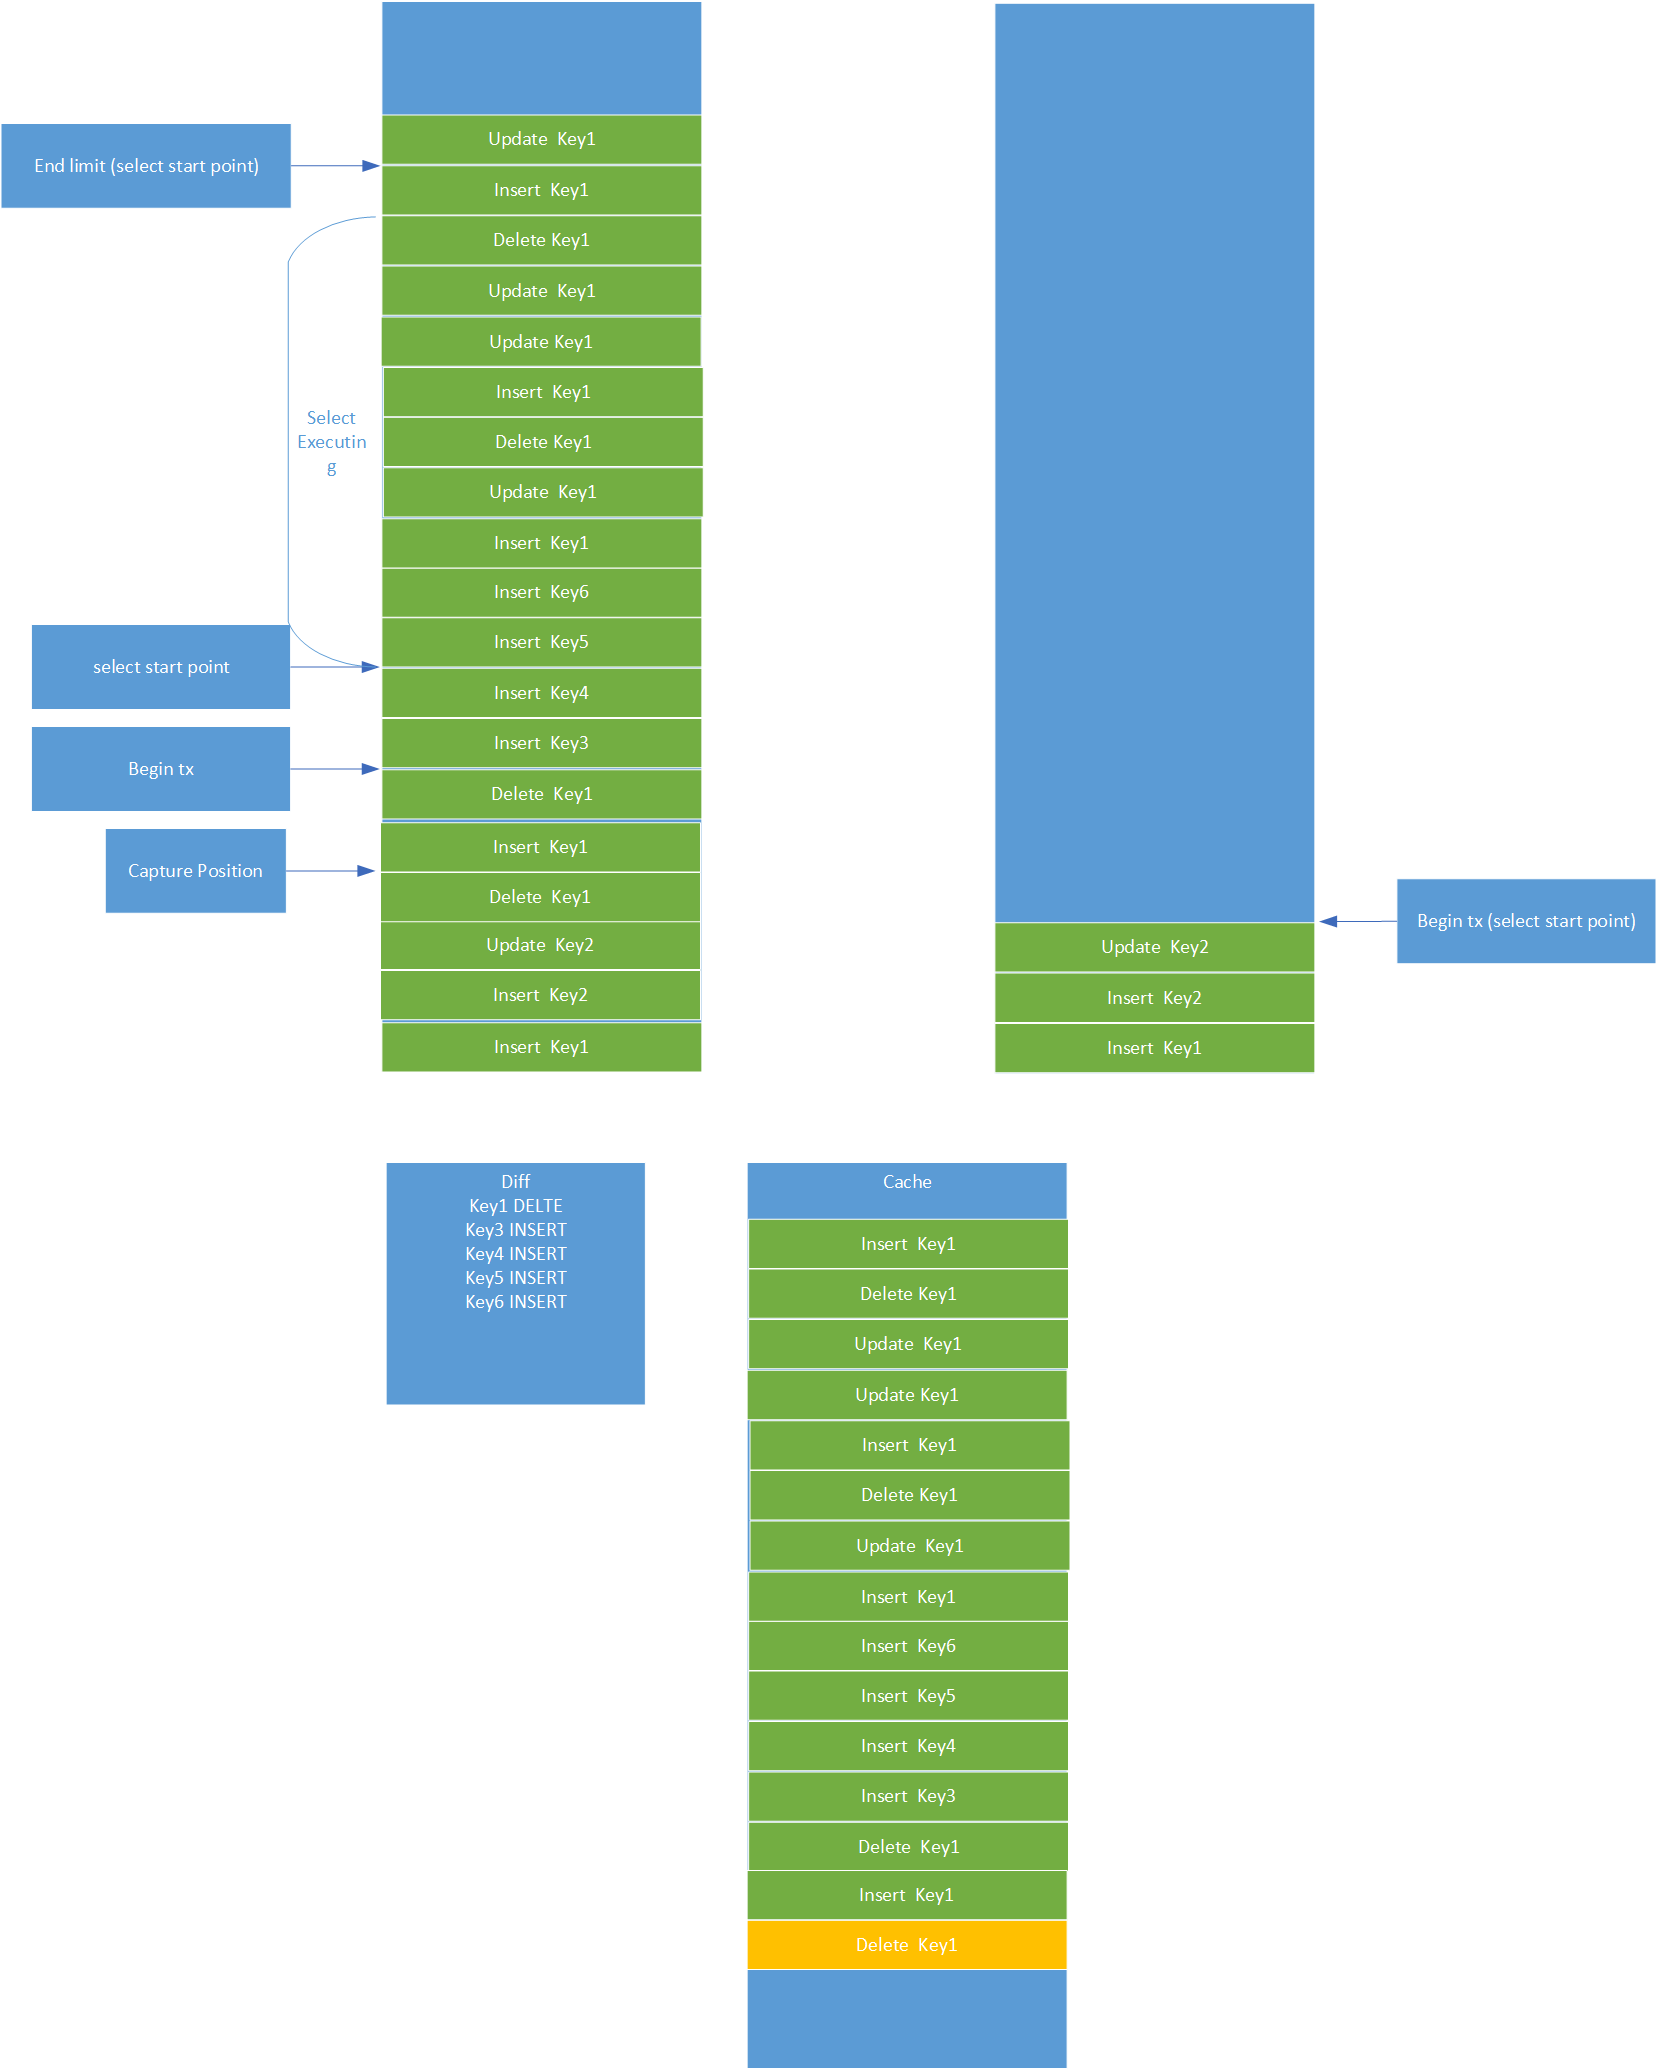 Update Key1
End limit (select start point)
Insert Key1
Delete Key1
Update Key1
Update Key1
Insert Key1
Select
Executin
g
Delete Key1
Update Key1
Insert Key1
Insert Key6
Insert Key5
select start point
Insert Key4
Insert Key3
Begin tx
Delete Key1
Insert Key1
Capture Position
Delete Key1
Update Key2
Insert Key2
Insert Key1
Begin tx (select start point)
Update Key2
Insert Key2
Insert Key1
Diff
Key1 DELTE
Key3 INSERT
Key4 INSERT
Key5 INSERT
Key6 INSERT
Cache
Insert Key1
Delete Key1
Update Key1
Update Key1
Insert Key1
Delete Key1
Update Key1
Insert Key1
Insert Key6
Insert Key5
Insert Key4
Insert Key3
Delete Key1
Insert Key1
Delete Key1